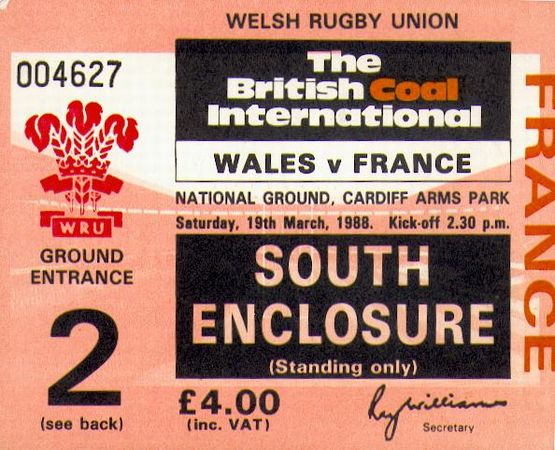 WELSH RUGBY UNION
004627
The
British Coal
International
WALES v FRANCE
NATIONAL GROUND, CARDIFF ARMS PARK
Saturday, 19th March, 1988. Kick-off 2.30 p.m.
WRU
GROUND
ENTRANCE
2
(see back)
SOUTH
ENCLOSURE
(Standing only)
£4.00
(inc. VAT)
Ray Williams
Secretary
FRANCE